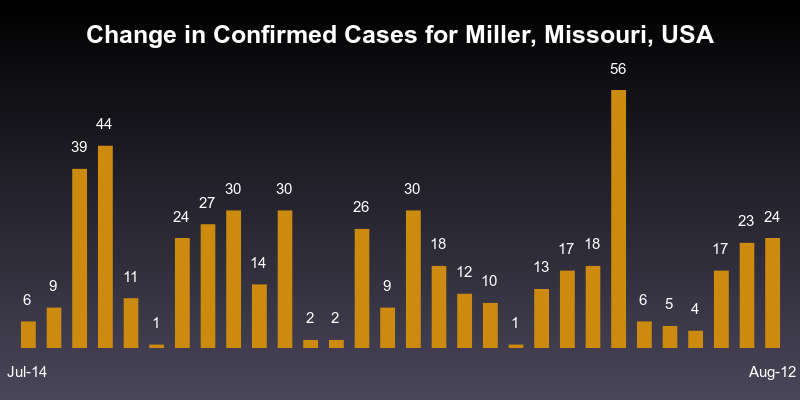 Change in Confirmed Cases for Miller, Missouri, USA
6 9 39 44 11 1 24 27 30 14 30 2 2 26 9 30 18 12 10 1 13 17 18 56 6 5 4 17 23 24
Jul-14 Aug-12